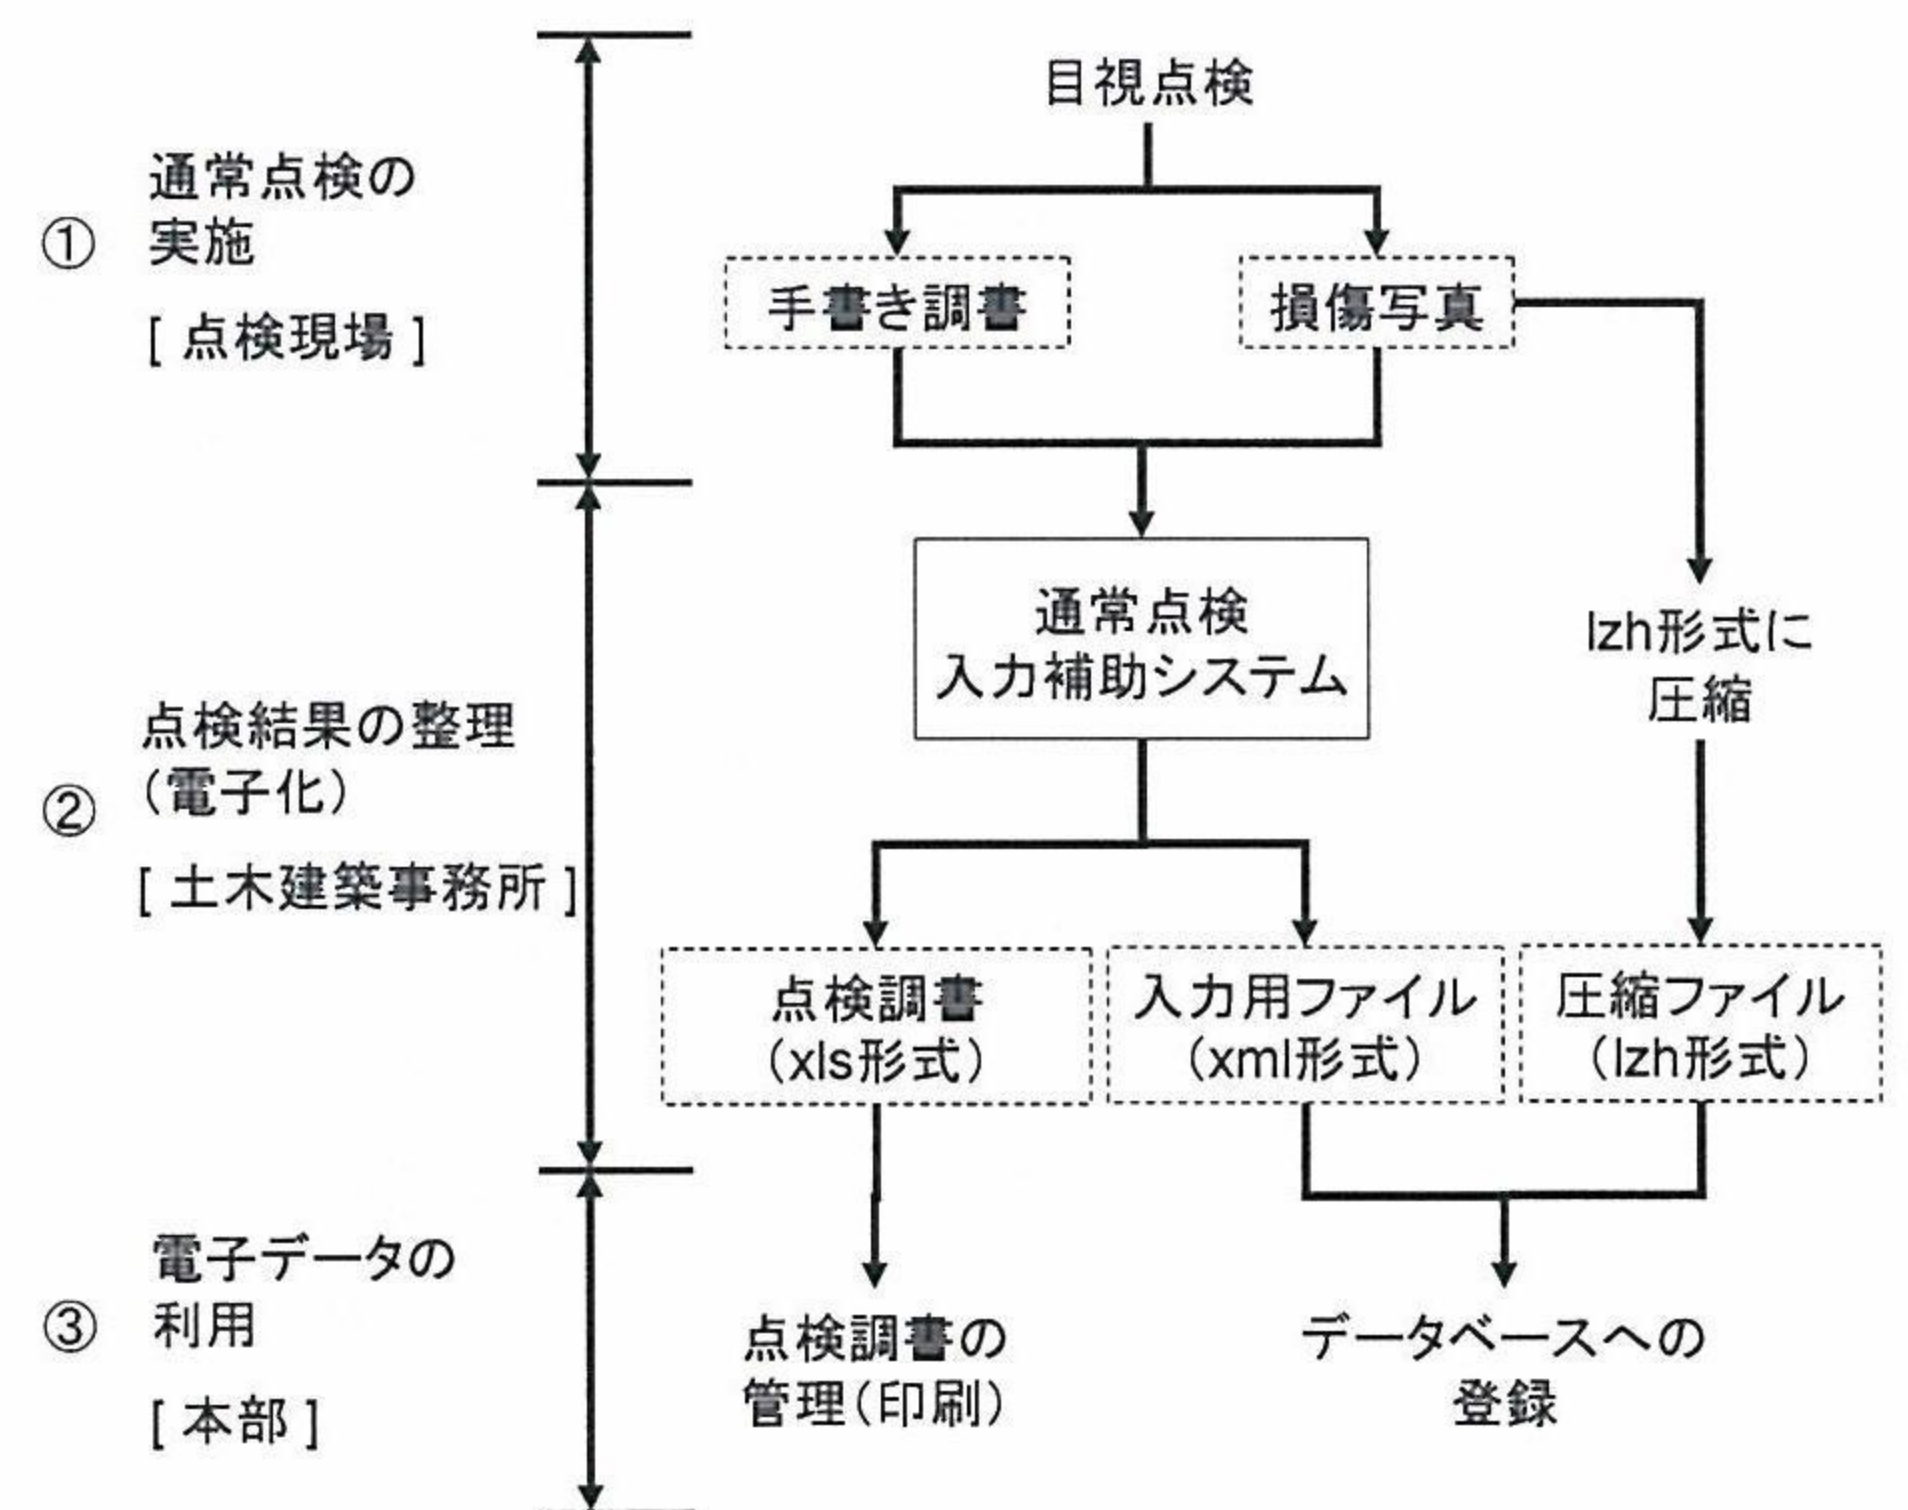 目視点検
通常点検の
① 実施
[ 点検現場 ]
手書き調書
損傷写真
通常点検
入力補助システム
lzh形式に
圧縮
点検結果の整理
② (電子化)
[ 土木建築事務所 ]
点検調書
(xls形式)
入力用ファイル
(xml形式)
圧縮ファイル
(lzh形式)
電子データの
③ 利用
[ 本部 ]
点検調書の
管理(印刷)
データベースへの
登録